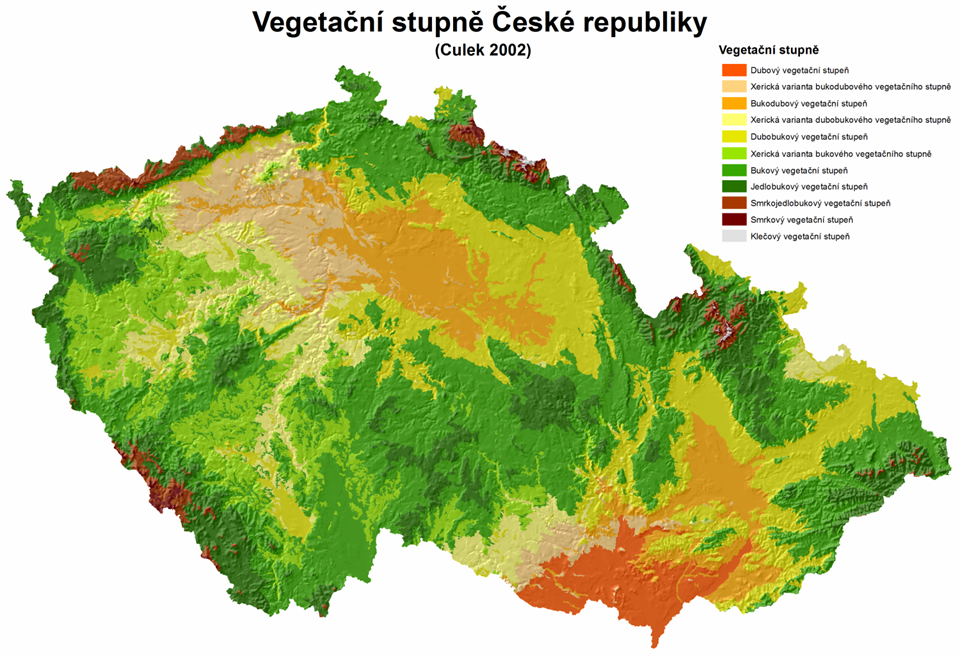 Vegetační stupně České republiky
(Culek 2002)
Vegetační stupně
Dubový vegetační stupeň
Xerická varianta bukodubového vegetačního stupně
Bukodubový vegetační stupeň
Xerická varianta dubobukového vegetačního stupně
Dubobukový vegetační stupeň
Xerická varianta bukového vegetačního stupně
Bukový vegetační stupeň
Jedlobukový vegetační stupeň
Smrkojedlobukový vegetační stupeň
Smrkový vegetační stupeň
Klečový vegetační stupeň